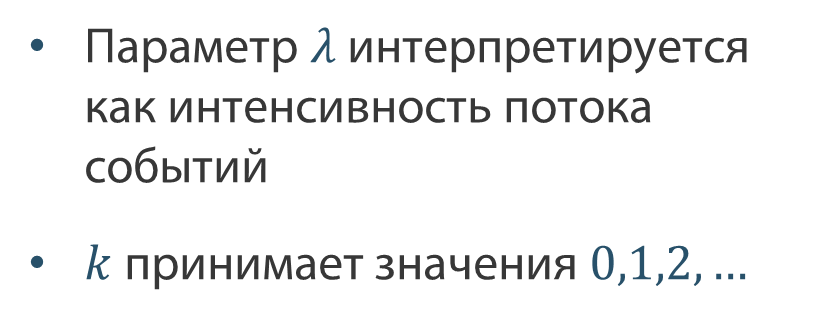 • Параметр λ интерпретируется
как интенсивность потока
событий
• k принимает значения 0,1,2, …